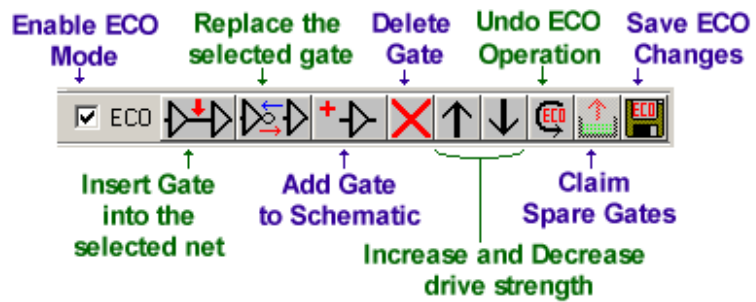 Enable ECO
Mode
Replace the
selected gate
Delete
Gate
Undo ECO
Operation
Save ECO
Changes
ECO
ECO
ECO
Insert Gate
into the
selected net
Add Gate
to Schematic
Claim
Spare Gates
Increase and Decrease
drive strength